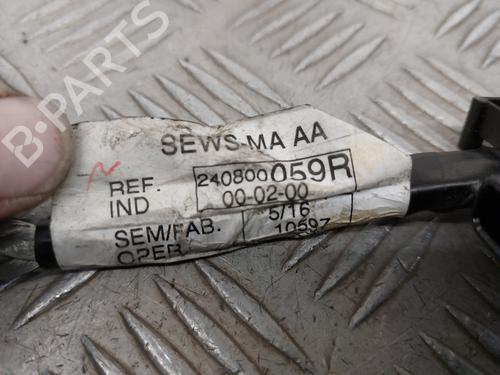 B-Parts
SEWS-MA AA
REF. 240800059R
IND 00-02-00
SEM/FAB. 5/16
OPER 10597